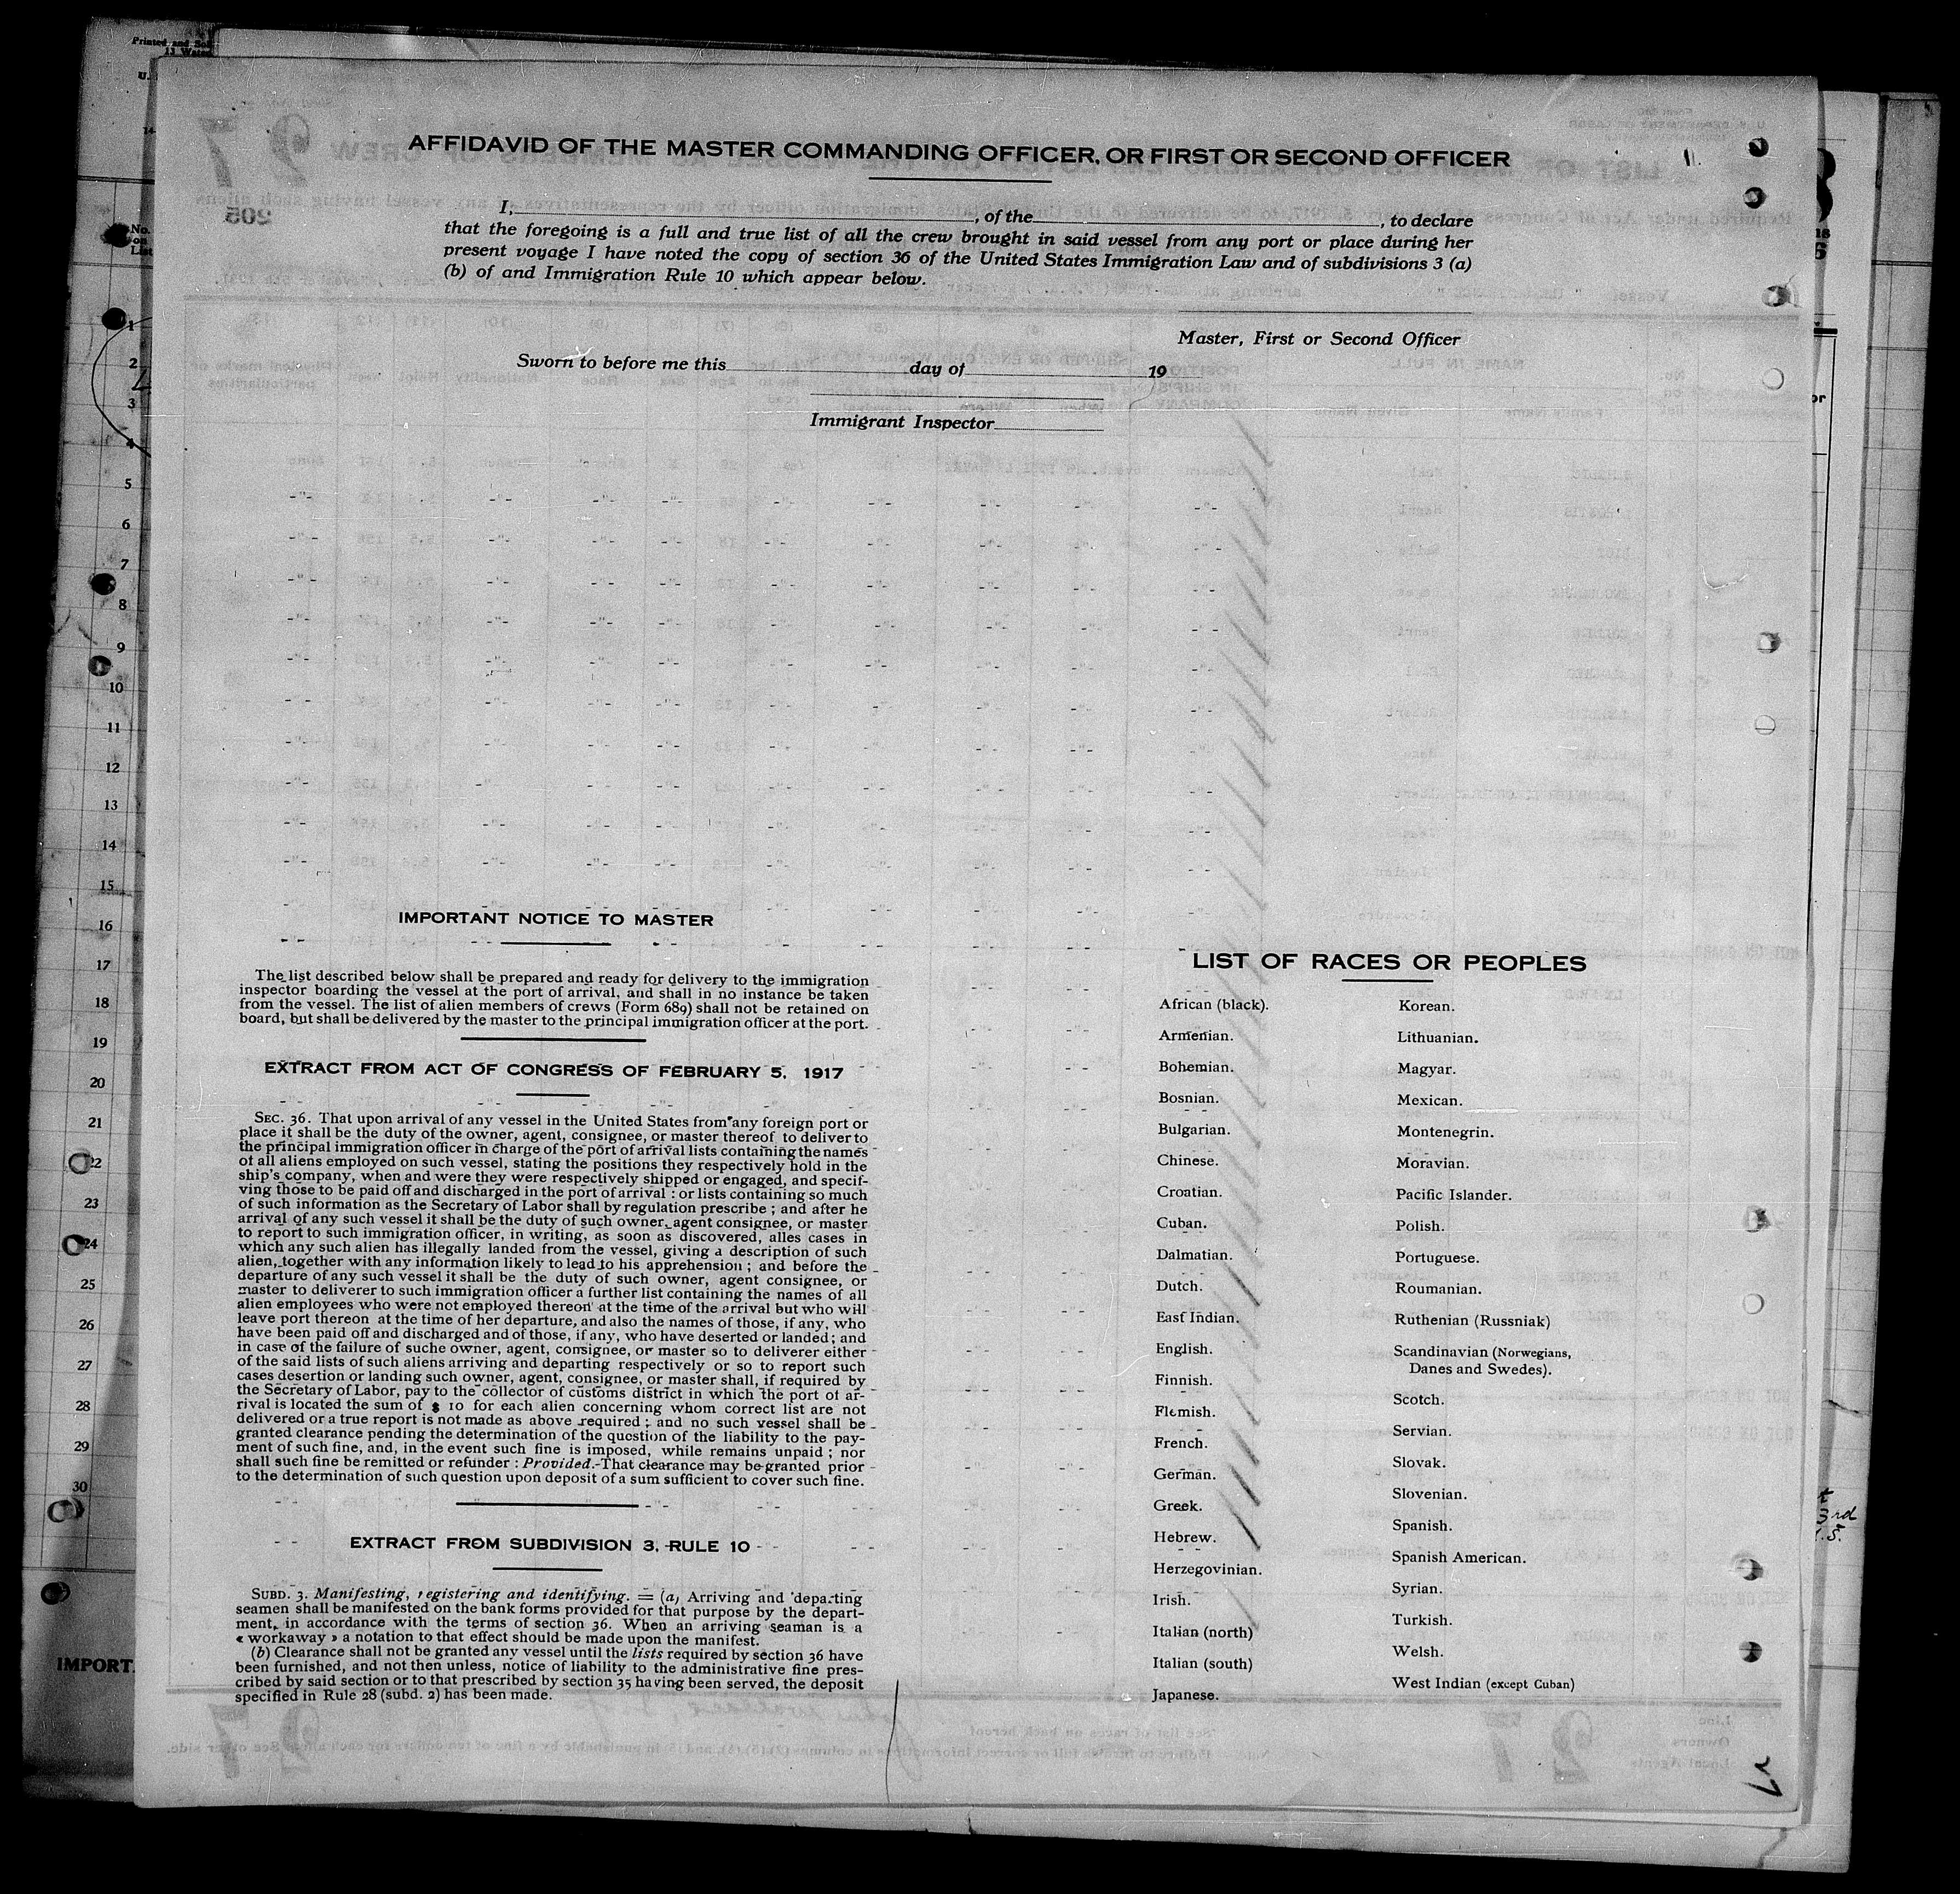 AFFIDAVID OF THE MASTER COMMANDING OFFICER, OR FIRST OR SECOND OFFICER
I, , of the , to declare
that the foregoing is a full and true list of all the crew brought in said vessel from any port or place during her
present voyage I have noted the copy of section 36 of the United States Immigration Law and of subdivisions 3 (a)
(b) of and Immigration Rule 10 which appear below.
Master, First or Second Officer
Sworn to before me this day of 19
Immigrant Inspector
IMPORTANT NOTICE TO MASTER
The list described below shall be prepared and ready for delivery to the immigration
inspector boarding the vessel at the port of arrival, and shall in no instance be taken
from the vessel. The list of alien members of crews (Form 689) shall not be retained on
board, but shall be delivered by the master to the principal immigration officer at the port.
EXTRACT FROM ACT OF CONGRESS OF FEBRUARY 5, 1917
SEC. 36. That upon arrival of any vessel in the United States from any foreign port or
place it shall be the duty of the owner, agent, consignee, or master thereof to deliver to
the principal immigration officer in charge of the port of arrival lists containing the names
of all aliens employed on such vessel, stating the positions they respectively hold in the
ship's company, when and were they were respectively shipped or engaged, and specif-
ving those to be paid off and discharged in the port of arrival : or lists containing so much
of such information as the Secretary of Labor shall by regulation prescribe ; and after he
arrival of any such vessel it shall be the duty of such owner, agent consignee, or master
to report to such immigration officer, in writing, as soon as discovered, alles cases in
which any such alien has illegally landed from the vessel, giving a description of such
alien, together with any information likely to lead to his apprehension ; and before the
departure of any such vessel it shall be the duty of such owner, agent consignee, or
master to deliverer to such immigration officer a further list containing the names of all
alien employees who were not employed thereon at the time of the arrival but who will
leave port thereon at the time of her departure, and also the names of those, if any, who
have been paid off and discharged and of those, if any, who have deserted or landed ; and
in case of the failure of suche owner, agent, consignee, or master so to deliverer either
of the said lists of such aliens arriving and departing respectively or so to report such
cases desertion or landing such owner, agent, consignee, or master shall, if required by
the Secretary of Labor, pay to the collector of customs district in which the port of ar-
rival is located the sum of $ 10 for each alien concerning whom correct list are not
delivered or a true report is not made as above required ; and no such vessel shall be
granted clearance pending the determination of the question of the liability to the pay-
ment of such fine, and, in the event such fine is imposed, while remains unpaid ; nor
shall such fine be remitted or refunder : Provided.-That clearance may be granted prior
to the determination of such question upon deposit of a sum sufficient to cover such fine.
EXTRACT FROM SUBDIVISION 3, RULE 10
SUBD. 3. Manifesting, registering and identifying. = (a) Arriving and departing
seamen shall be manifested on the bank forms provided for that purpose by the depart-
ment, in accordance with the terms of section 36. When an arriving seaman is a
« workaway » a notation to that effect should be made upon the manifest.
(b) Clearance shall not be granted any vessel until the lists required by section 36 have
been furnished, and not then unless, notice of liability to the administrative fine pres-
cribed by said section or to that prescribed by section 35 having been served, the deposit
specified in Rule 28 (subd. 2) has been made.
LIST OF RACES OR PEOPLES
African (black).
Armenian.
Bohemian.
Bosnian.
Bulgarian.
Chinese.
Croatian.
Cuban.
Dalmatian.
Dutch.
East Indian.
English.
Finnish.
Flemish.
French.
German.
Greek.
Hebrew.
Herzegovinian.
Irish.
Italian (north)
Italian (south)
Japanese.
Korean.
Lithuanian.
Magyar.
Mexican.
Montenegrin.
Moravian.
Pacific Islander.
Polish.
Portuguese.
Roumanian.
Ruthenian (Russniak)
Scandinavian (Norwegians,
Danes and Swedes).
Scotch.
Servian.
Slovak.
Slovenian.
Spanish.
Spanish American.
Syrian.
Turkish.
Welsh.
West Indian (except Cuban)
27
No.
on
List
1
2
3
4
5
6
7
8
9
10
11
12
13
14
15
16
17
18
19
20
21
22
23
24
25
26
27
28
29
30
IMPORT